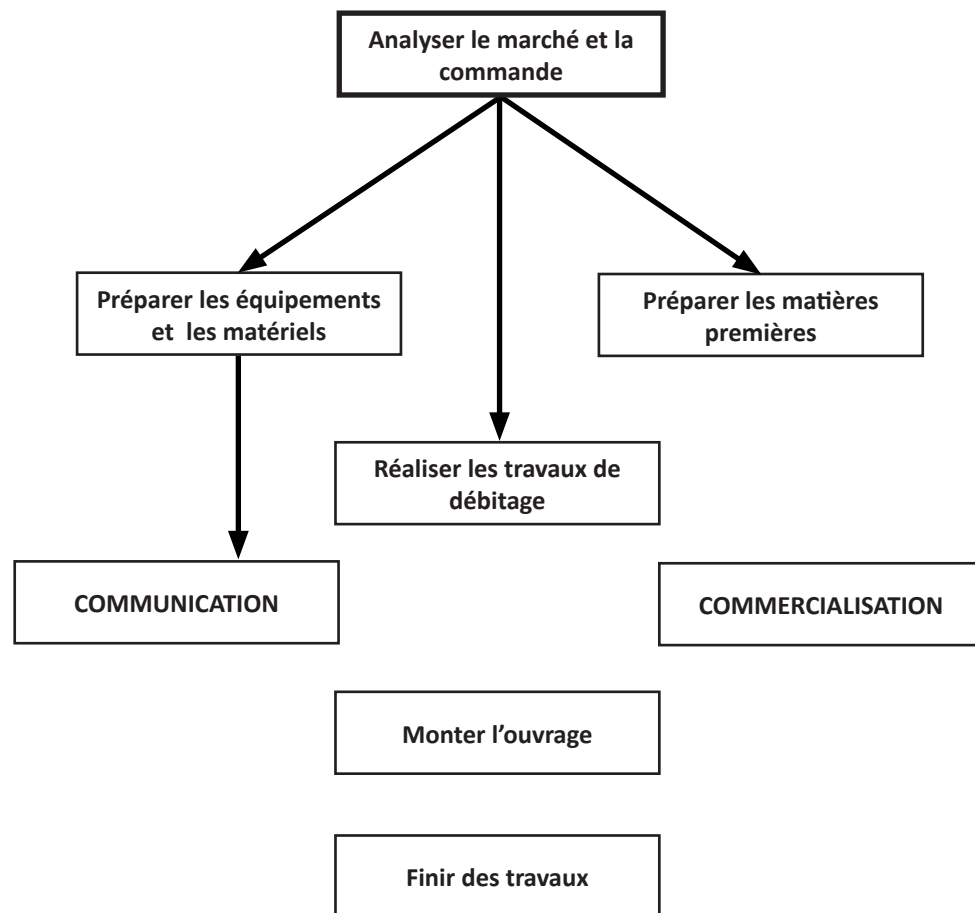 Analyser le marché et la
commande
Préparer les équipements
et les matériels
Préparer les matières
premières
Réaliser les travaux de
débitage
COMMUNICATION
COMMERCIALISATION
Monter l’ouvrage
Finir des travaux